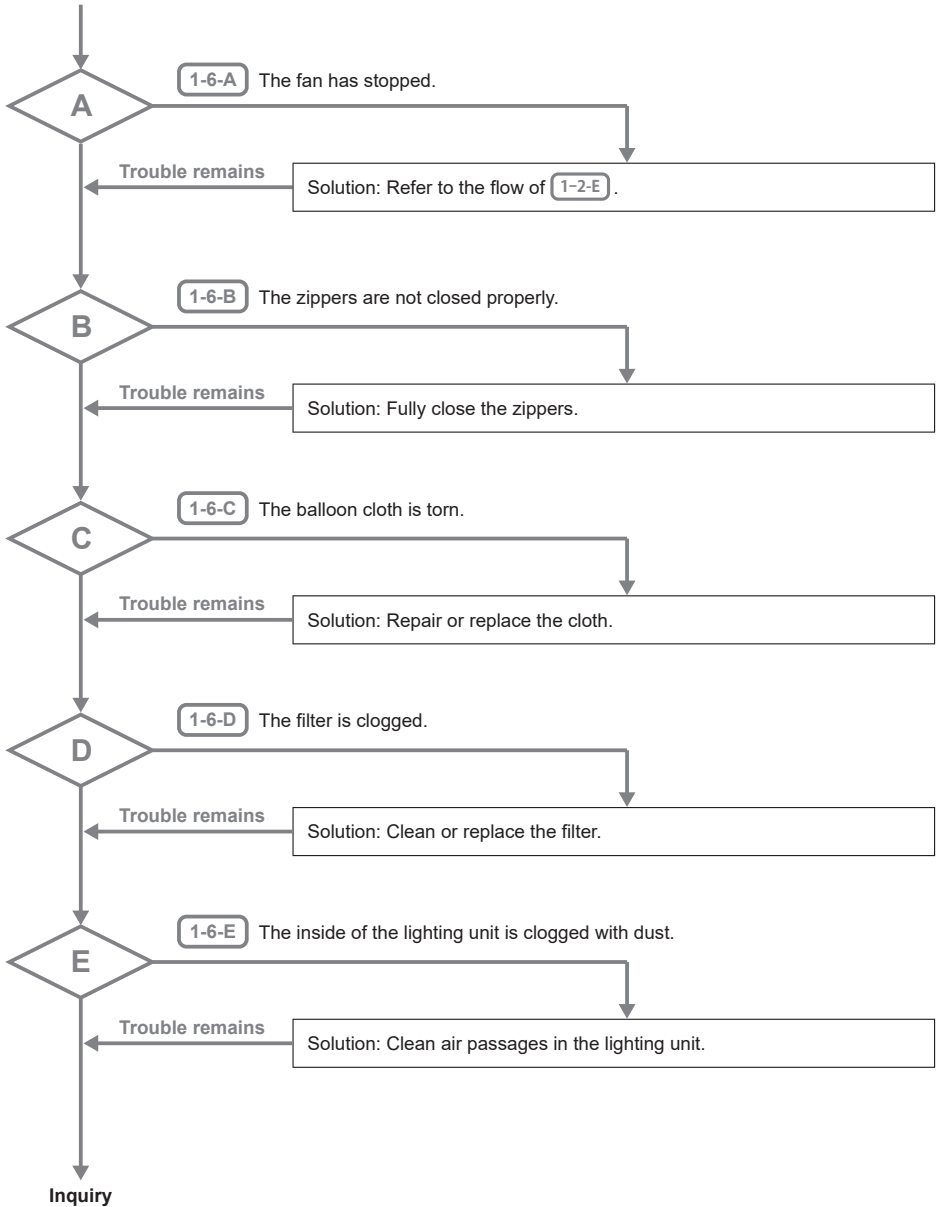 1-6-A The fan has stopped.
A
Trouble remains
Solution: Refer to the flow of 1-2-E .
1-6-B The zippers are not closed properly.
B
Trouble remains
Solution: Fully close the zippers.
1-6-C The balloon cloth is torn.
C
Trouble remains
Solution: Repair or replace the cloth.
1-6-D The filter is clogged.
D
Trouble remains
Solution: Clean or replace the filter.
1-6-E The inside of the lighting unit is clogged with dust.
E
Trouble remains
Solution: Clean air passages in the lighting unit.
Inquiry